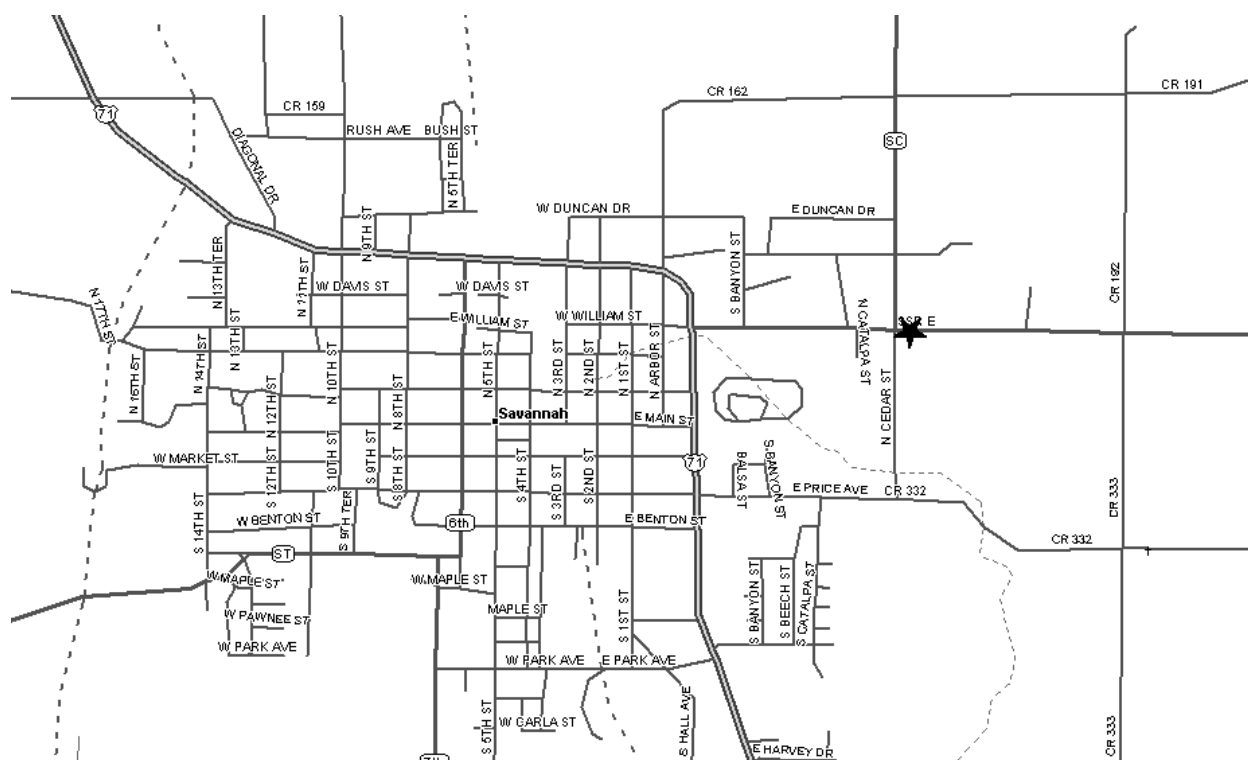 CR 162
CR 191
CR 159
71
RUSH AVE
BUSH ST
DIAGONAL DR
N 5TH TER
SC
W DUNCAN DR
E DUNCAN DR
N 9TH ST
S BANYON ST
N 13TH TER
W DAVIS ST
W DAVIS ST
CR 192
N 17TH ST
E WILLIAM ST
W WILLIAM ST
N CATALPA ST
N 13TH ST
N 10TH ST
N 5TH ST
N 3RD ST
N 2ND ST
N 1ST ST
N ARBOR ST
N 16TH ST
N 12TH ST
N 8TH ST
N CEDAR ST
Savannah
E MAIN ST
W MARKET ST
S 12TH ST
S 10TH ST
S 9TH ST
S 8TH ST
S 4TH ST
S 3RD ST
S 2ND ST
71
BALSA ST
S BANYON ST
E PRICE AVE
CR 332
S 14TH ST
W BENTON ST
S 9TH TER
6th
E BENTON ST
CR 333
CR 332
ST
W MAPLE ST
W MAPLE ST
W PAWNEE ST
MAPLE ST
S 1ST ST
S BANYON ST
S BEECH ST
S CATALPA ST
W PARK AVE
W PARK AVE
E PARK AVE
S 5TH ST
W CARLA ST
S HALL AVE
E HARVEY DR
CR 333